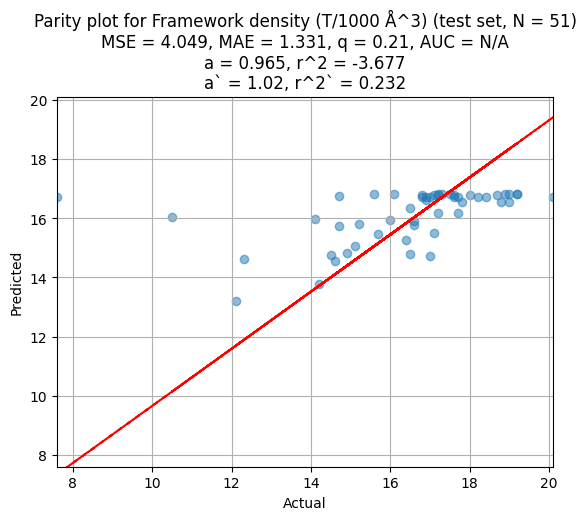 Parity plot for Framework density (T/1000 Å^3) (test set, N = 51)
MSE = 4.049, MAE = 1.331, q = 0.21, AUC = N/A
a = 0.965, r^2 = -3.677
a` = 1.02, r^2` = 0.232
20
18
16
14
12
10
8
Predicted
8 10 12 14 16 18 20
Actual